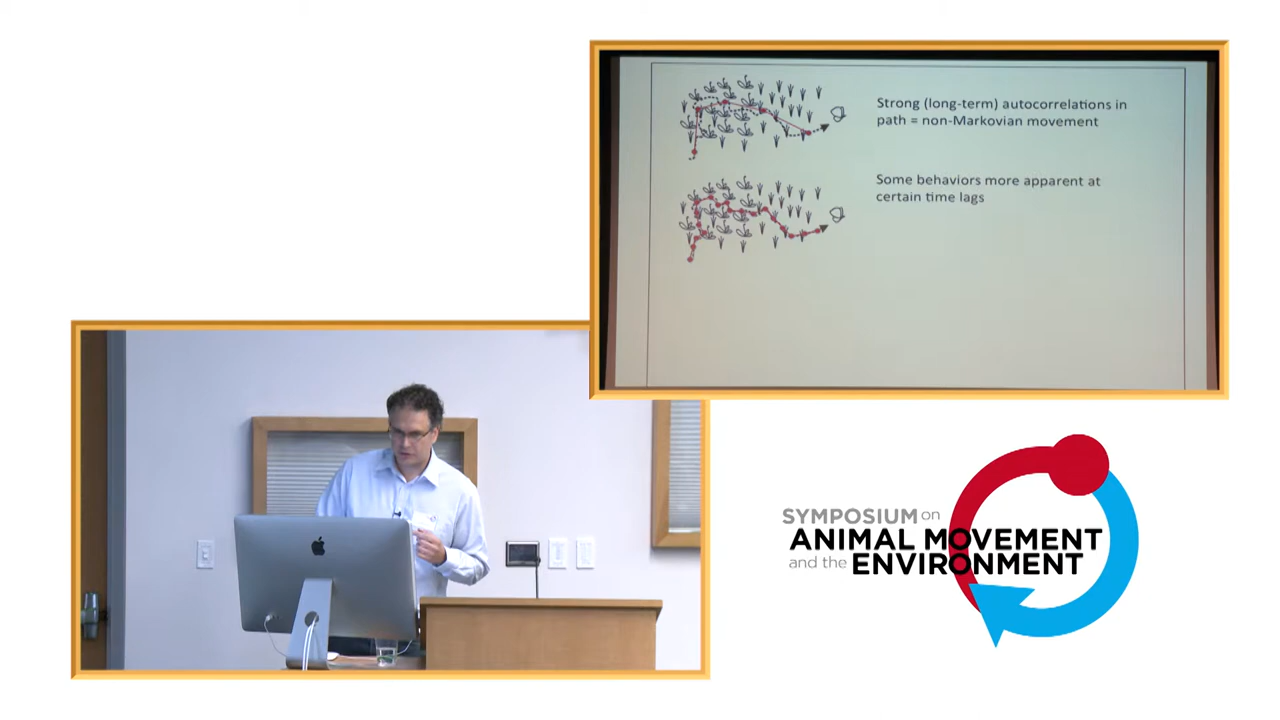 Strong (long-term) autocorrelations in
path = non-Markovian movement
Some behaviors more apparent at
certain time lags
SYMPOSIUM on
ANIMAL MOVEMENT
and the ENVIRONMENT